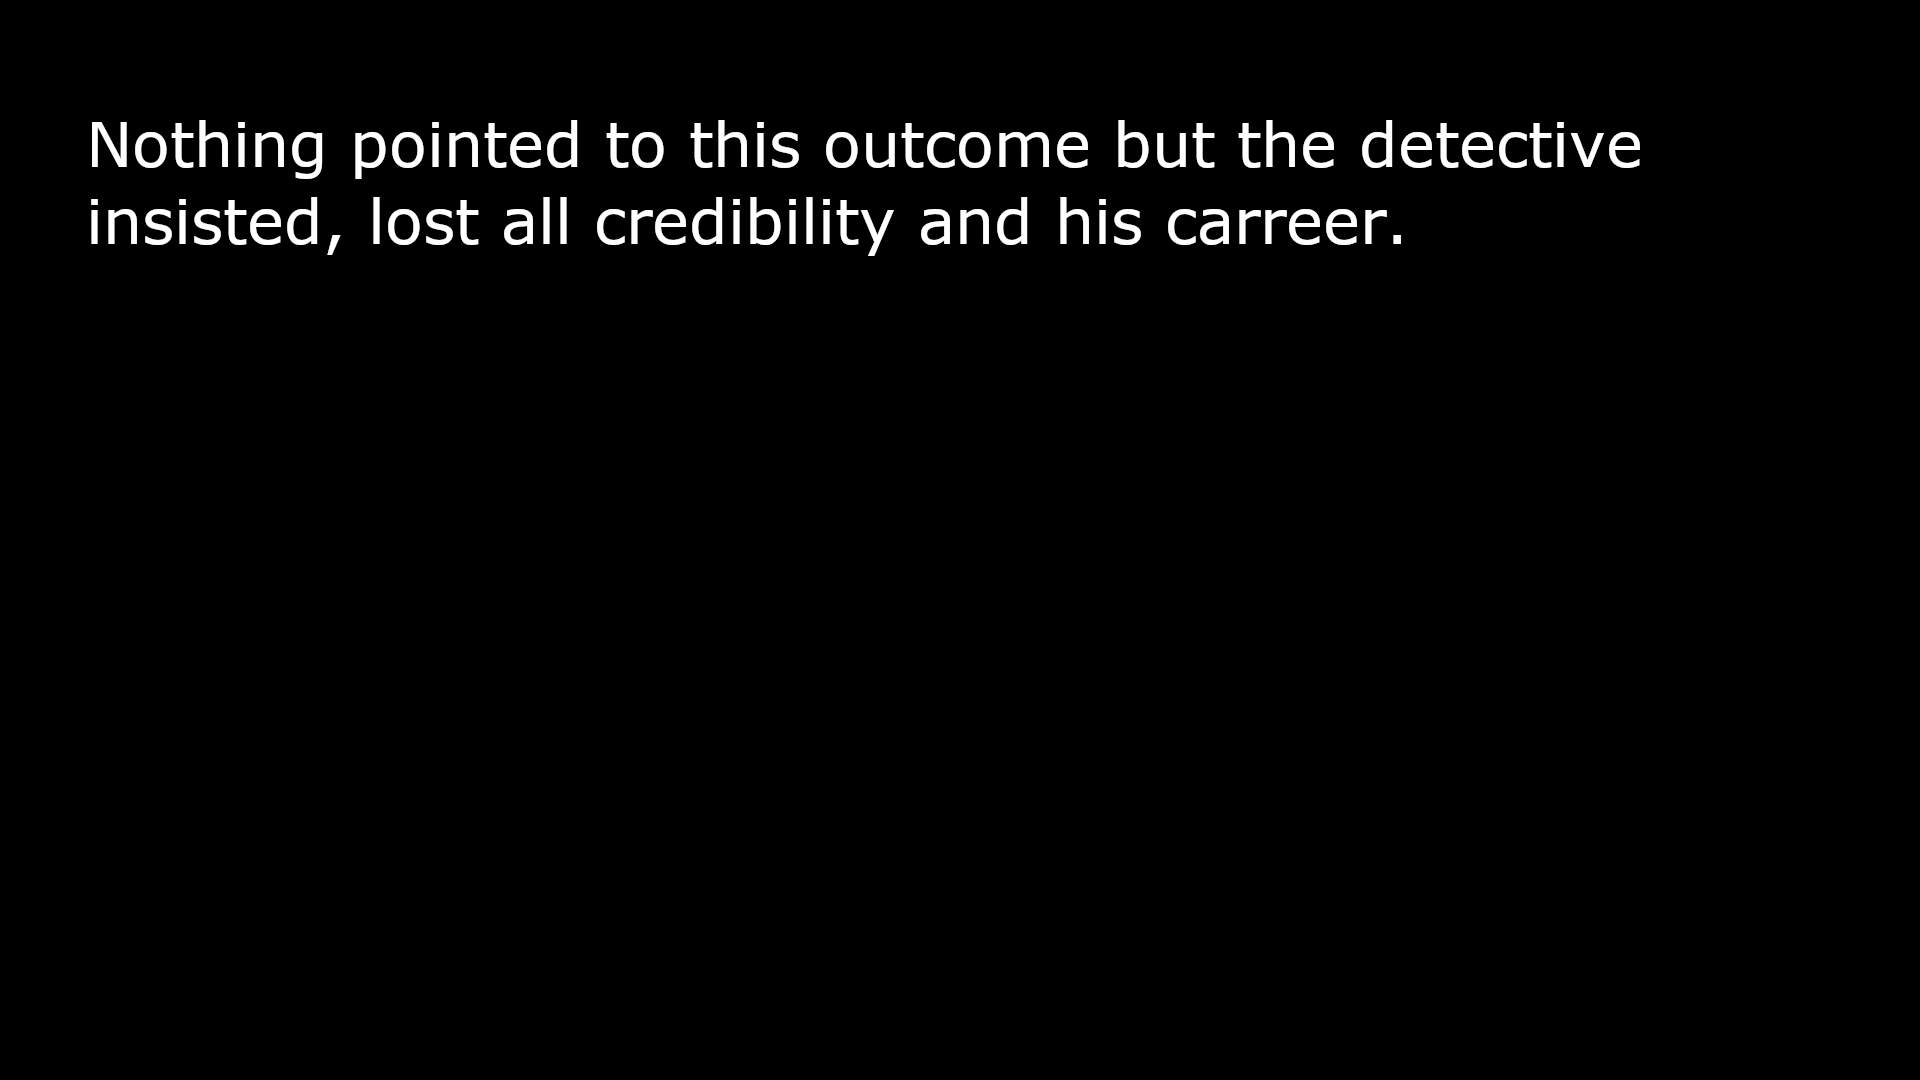 Nothing pointed to this outcome but the detective
insisted, lost all credibility and his carreer.